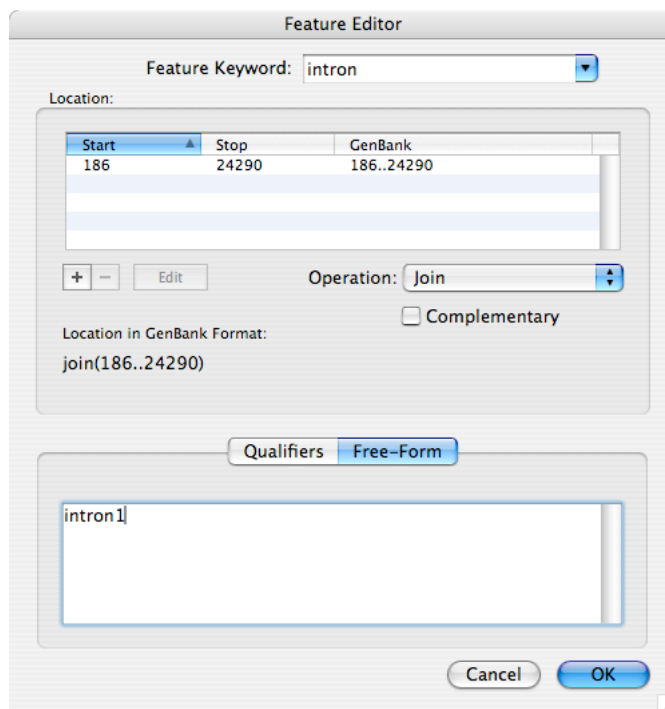 Feature Editor
Feature Keyword: intron
Location:
Start Stop GenBank
186 24290 186..24290
+ − Edit Operation: Join
Complementary
Location in GenBank Format:
join(186..24290)
Qualifiers Free-Form
intron1
Cancel OK